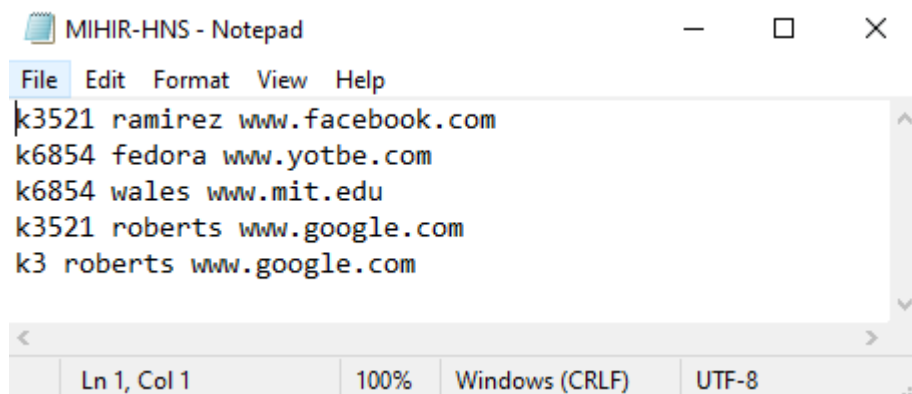 MIHIR-HNS - Notepad
File Edit Format View Help
k3521 ramirez www.facebook.com
k6854 fedora www.yotbe.com
k6854 wales www.mit.edu
k3521 roberts www.google.com
k3 roberts www.google.com
Ln 1, Col 1 100% Windows (CRLF) UTF-8